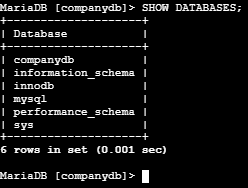 MariaDB [companydb]> SHOW DATABASES;
+--------------------+
| Database           |
+--------------------+
| companydb          |
| information_schema |
| innodb             |
| mysql              |
| performance_schema |
| sys                |
+--------------------+
6 rows in set (0.001 sec)
MariaDB [companydb]>